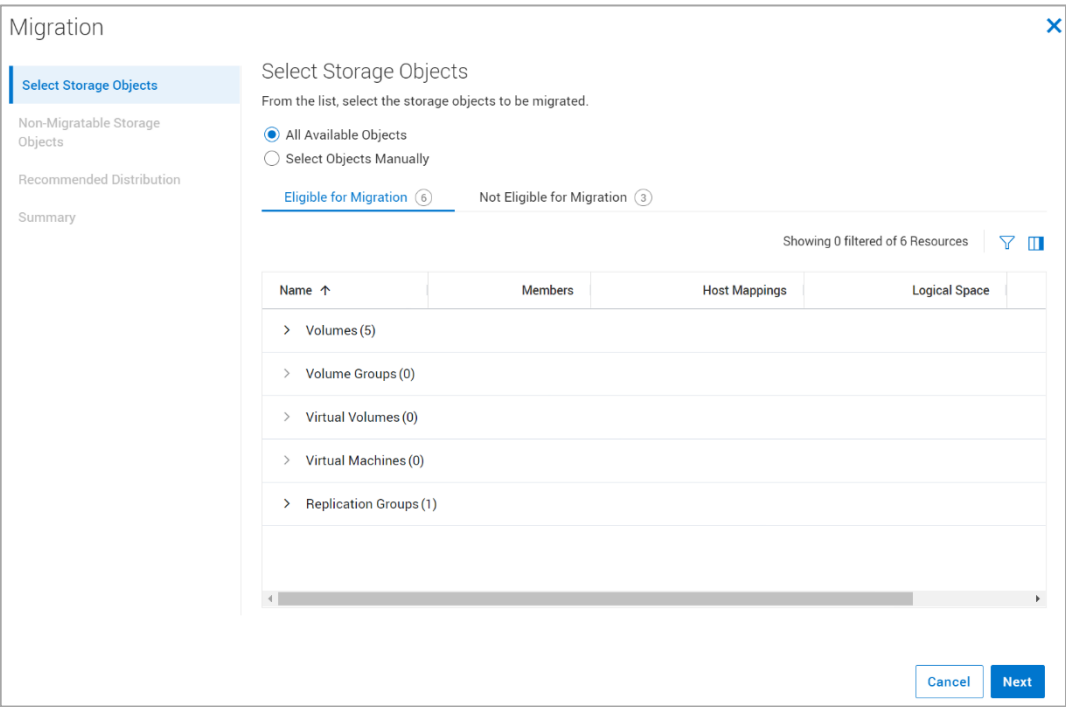 Migration
Select Storage Objects
Non-Migratable Storage
Objects
Recommended Distribution
Summary
Select Storage Objects
From the list, select the storage objects to be migrated.
All Available Objects
Select Objects Manually
Eligible for Migration 6 Not Eligible for Migration 3
Showing 0 filtered of 6 Resources
Name Members Host Mappings Logical Space
Volumes (5)
Volume Groups (0)
Virtual Volumes (0)
Virtual Machines (0)
Replication Groups (1)
Cancel Next